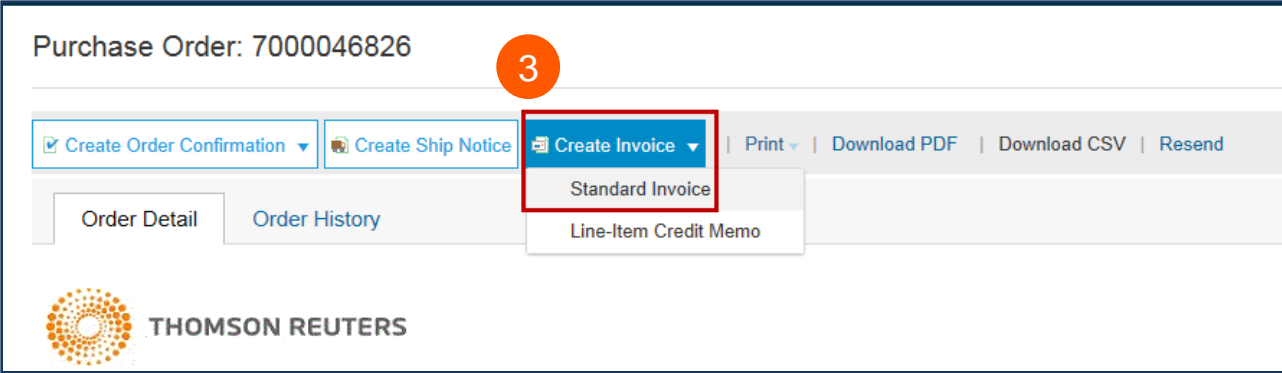 Purchase Order: 7000046826
3
Create Order Confirmation Create Ship Notice Create Invoice | Print | Download PDF | Download CSV | Resend
Standard Invoice
Order Detail Order History
Line-Item Credit Memo
THOMSON REUTERS